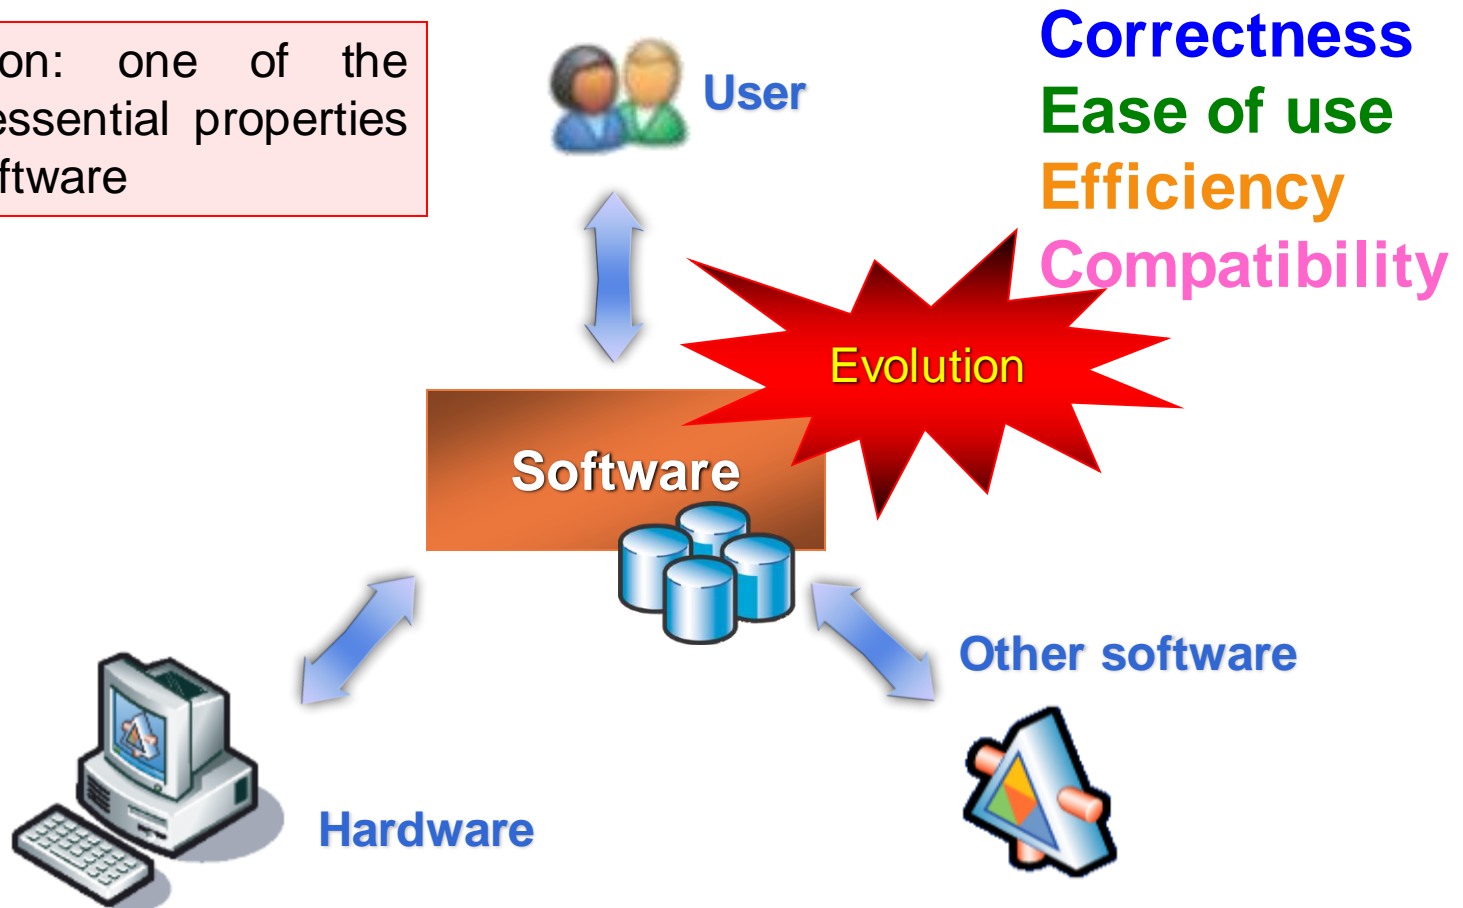 on: one of the
essential properties
ftware
User
Correctness
Ease of use
Efficiency
Compatibility
Evolution
Software
Other software
Hardware